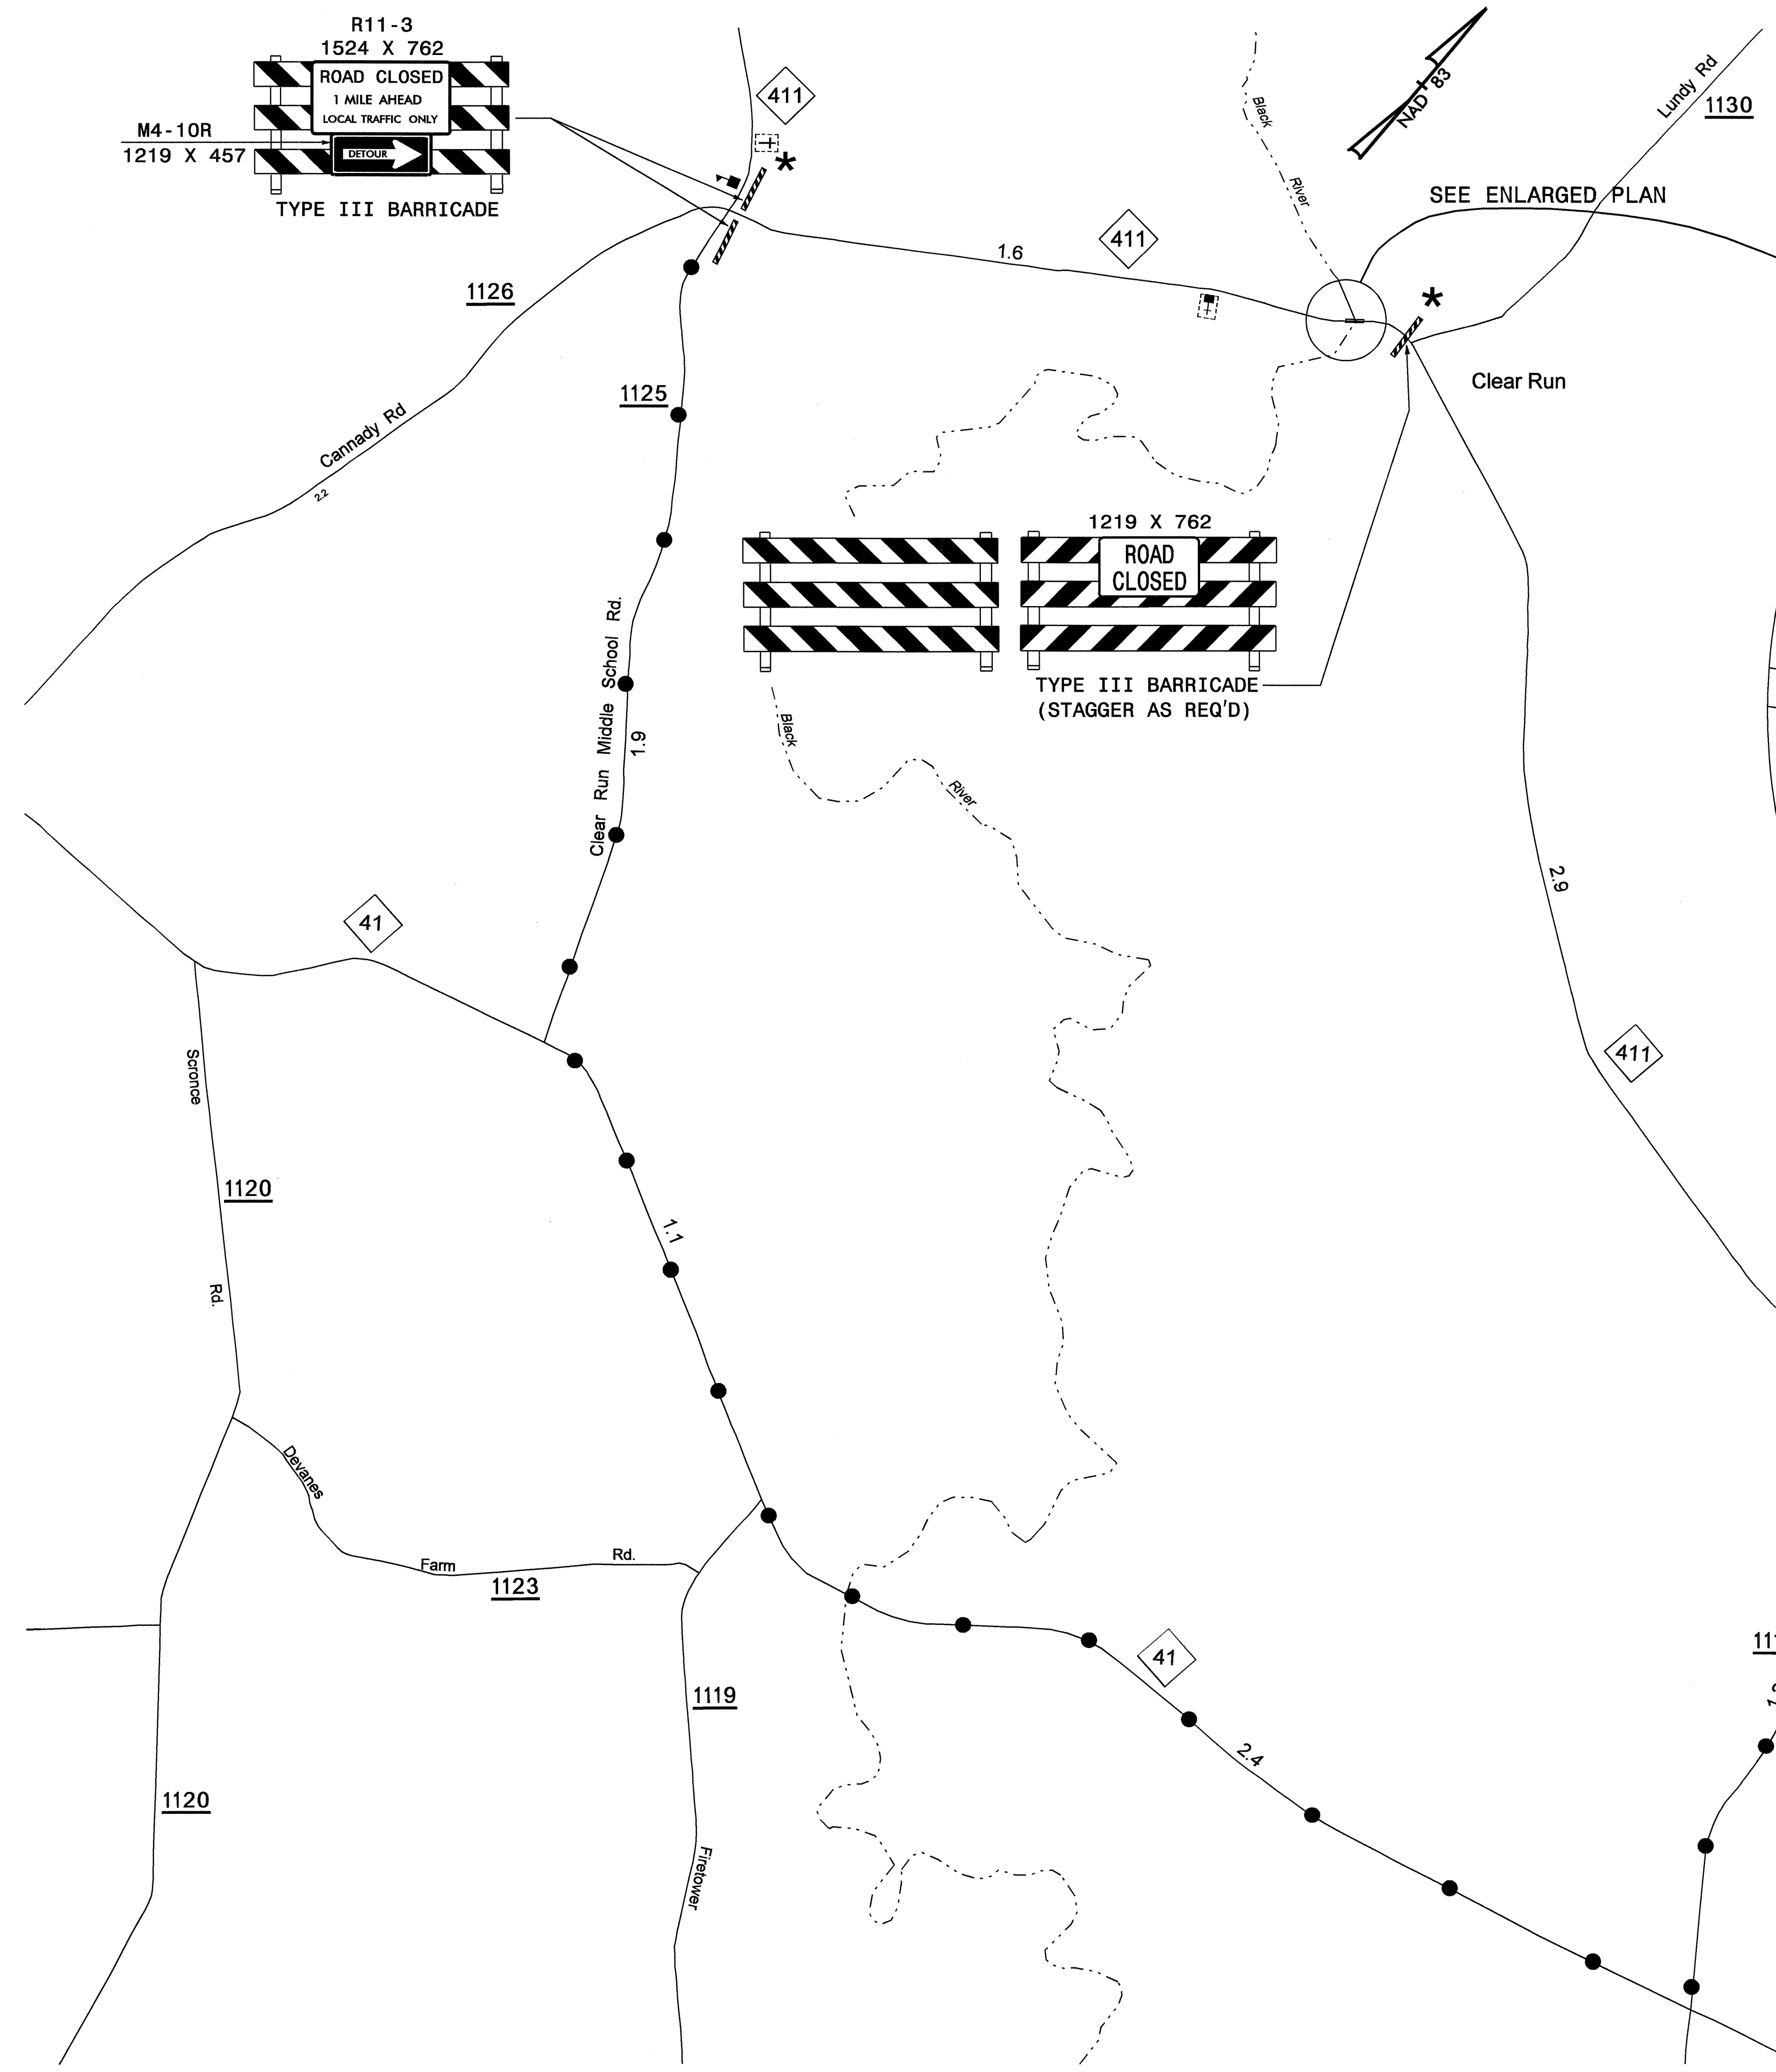 R11-3
1524 X 762
ROAD CLOSED
1 MILE AHEAD
LOCAL TRAFFIC ONLY
M4-10R
1219 X 457
DETOUR
TYPE III BARRICADE
411
Black
River
NAD 83
Lundy Rd
1130
SEE ENLARGED PLAN
411
1.6
1126
Cannady Rd
2.2
1125
Clear Run
1219 X 762
ROAD
CLOSED
TYPE III BARRICADE
(STAGGER AS REQ'D)
Clear Run Middle School Rd.
1.9
Black
River
2.9
41
411
Scronce
Rd.
1120
1.1
Devanes
Farm
Rd.
1123
41
1119
2.4
1120
Firetower